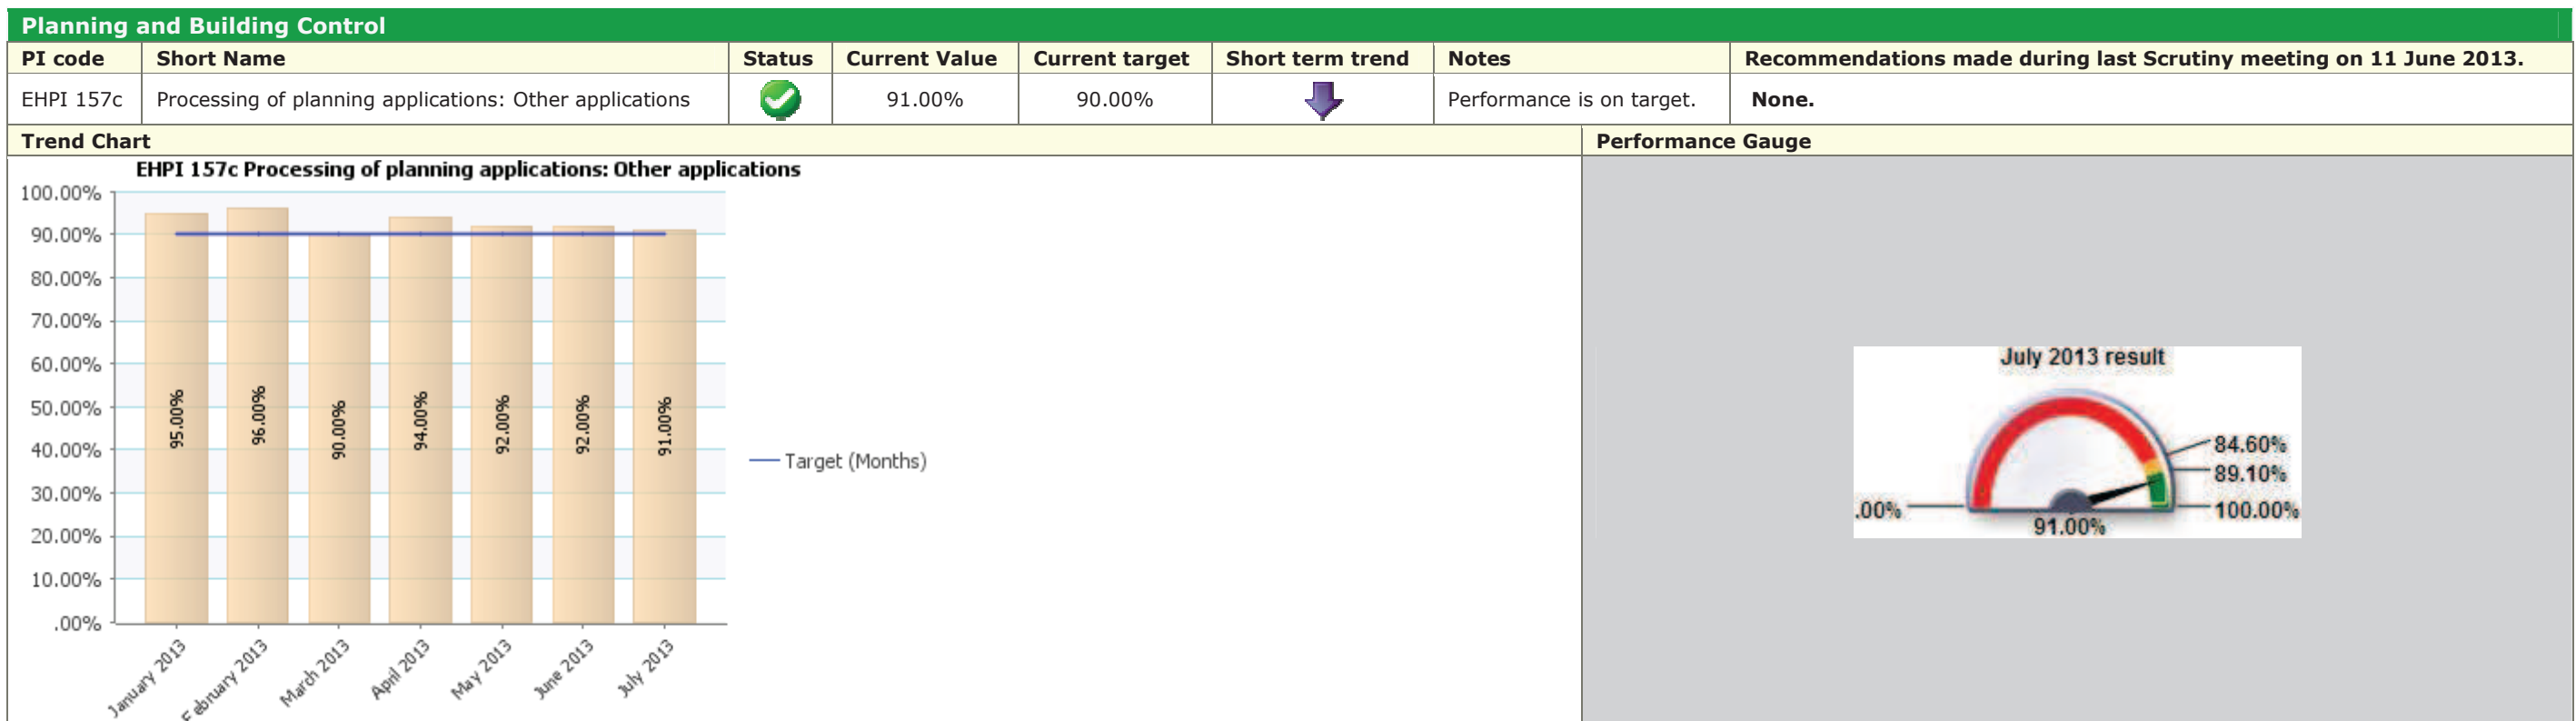 Planning and Building Control
PI code Short Name Status Current Value Current target Short term trend Notes Recommendations made during last Scrutiny meeting on 11 June 2013.
EHPI 157c Processing of planning applications: Other applications 91.00% 90.00% Performance is on target. None.
Trend Chart Performance Gauge
EHPI 157c Processing of planning applications: Other applications
100.00%
90.00%
80.00%
70.00%
60.00%
50.00%
40.00%
30.00%
20.00%
10.00%
.00%
95.00%
96.00%
90.00%
94.00%
92.00%
92.00%
91.00%
January 2013
February 2013
March 2013
April 2013
May 2013
June 2013
July 2013
Target (Months)
July 2013 result
84.60%
89.10%
.00%
100.00%
91.00%